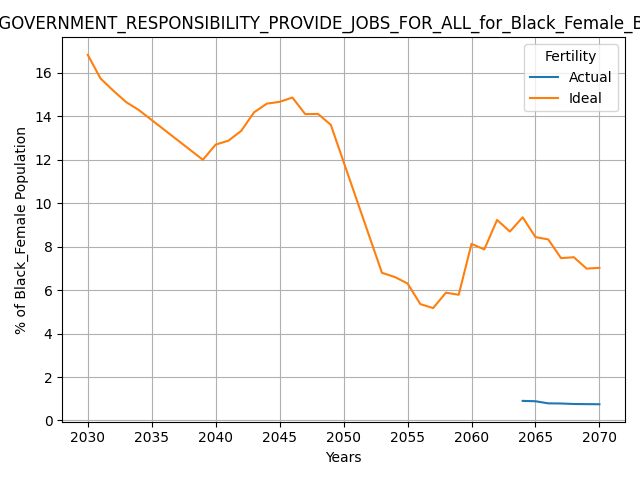 GOVERNMENT_RESPONSIBILITY_PROVIDE_JOBS_FOR_ALL_for_Black_Female_E
Fertility
Actual
Ideal
% of Black_Female Population
16
14
12
10
8
6
4
2
0
2030 2035 2040 2045 2050 2055 2060 2065 2070
Years